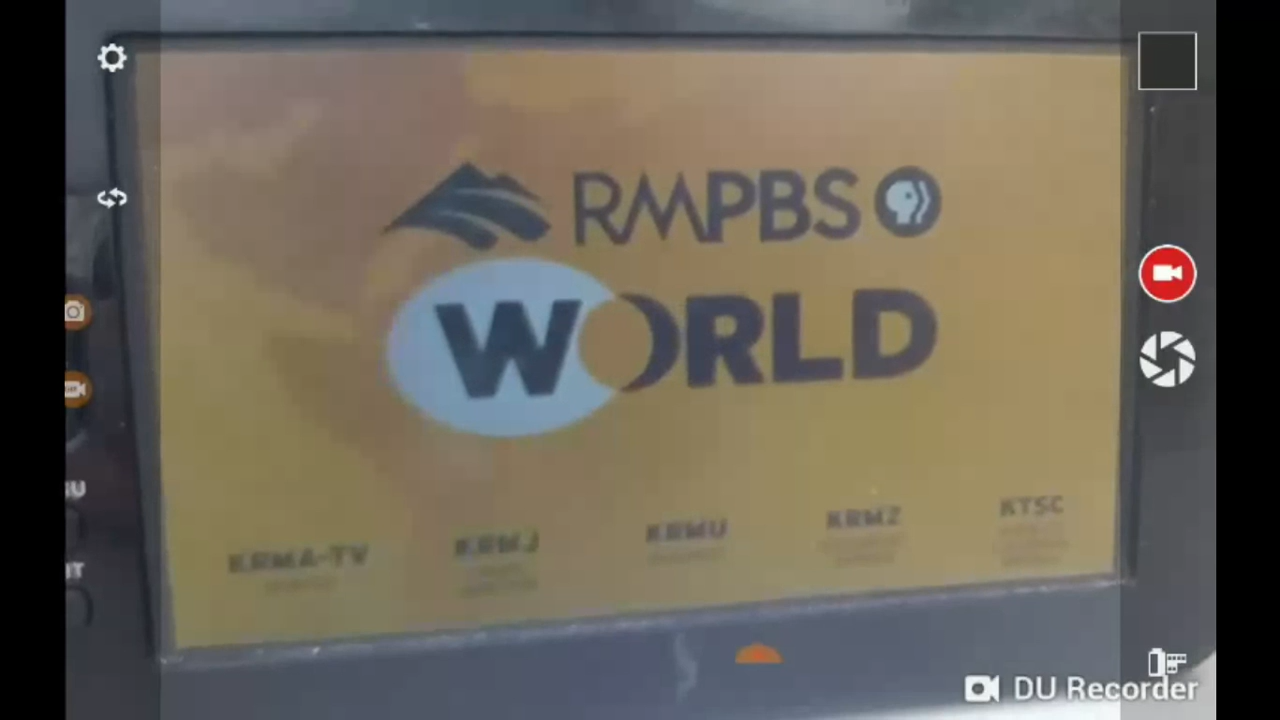 RMPBS
WORLD
KRMA-TV
KRMJ
KRMU
KRMZ
KTSC
DU Recorder